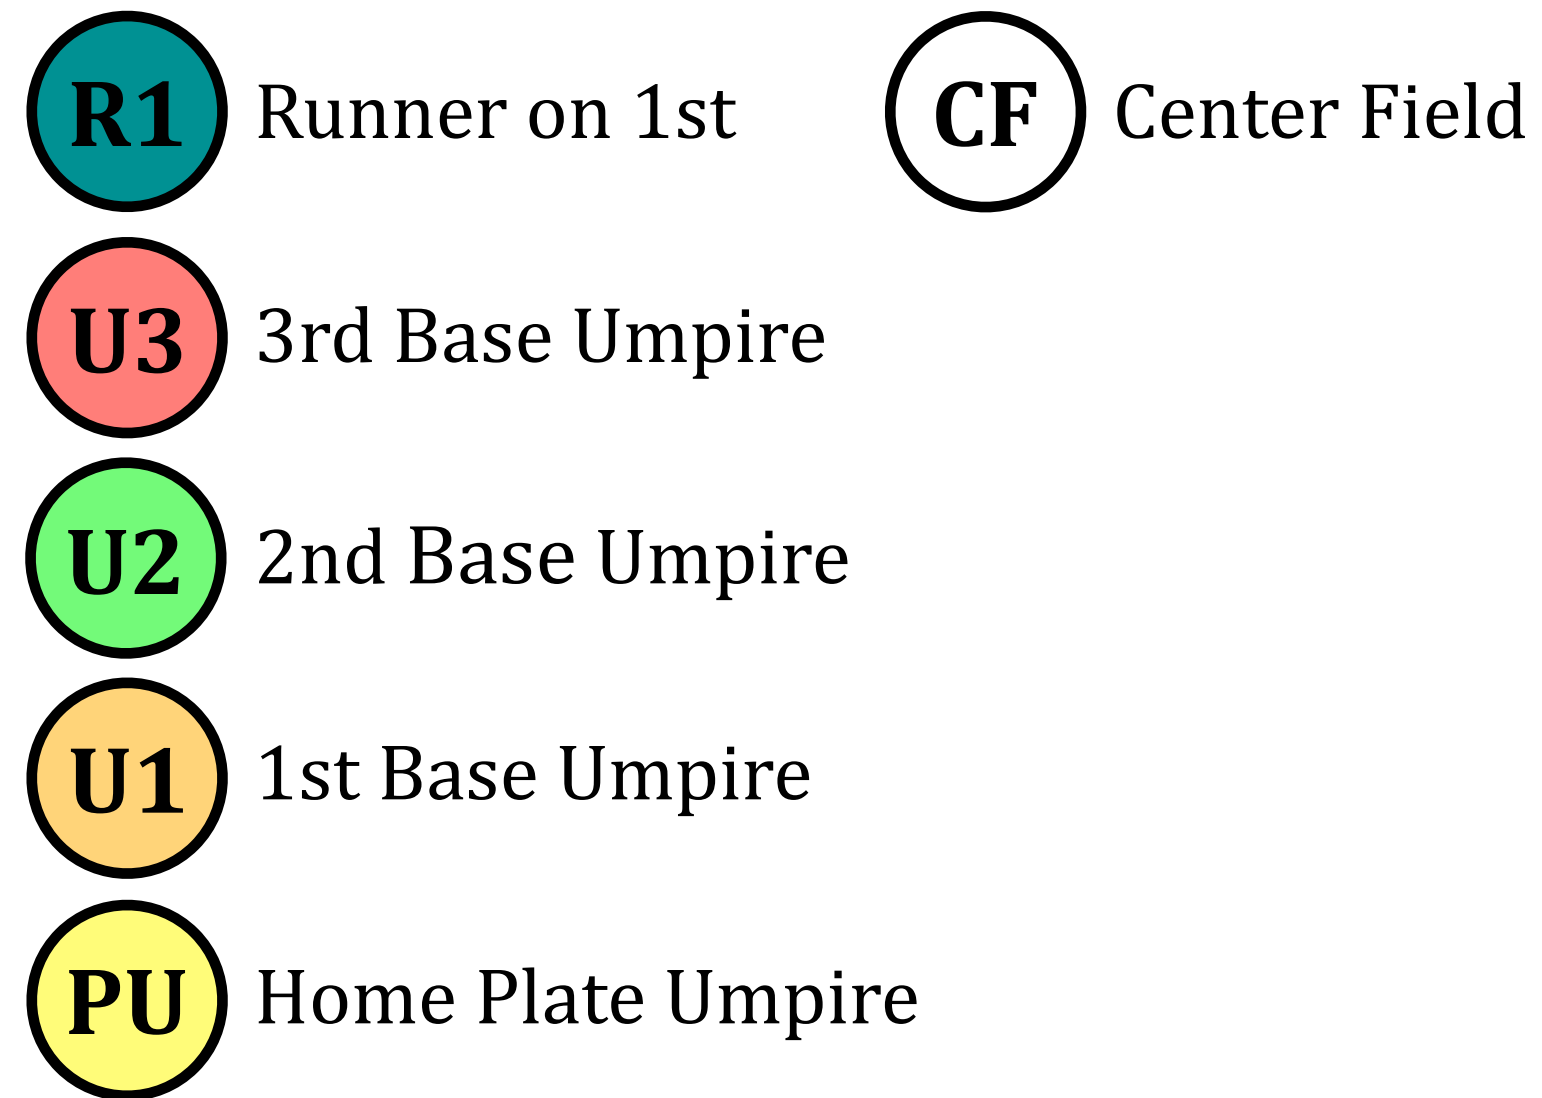 R1 Runner on 1st
CF Center Field
U3 3rd Base Umpire
U2 2nd Base Umpire
U1 1st Base Umpire
PU Home Plate Umpire